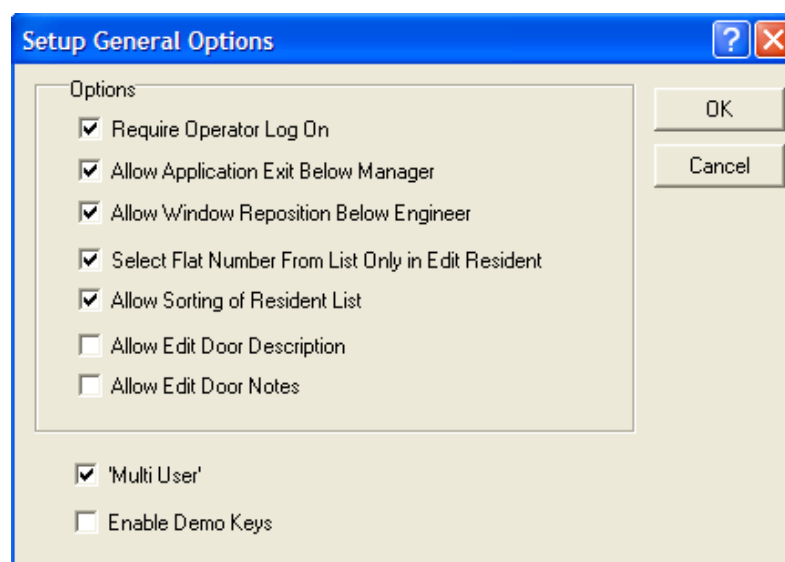 Setup General Options
Options
OK
Require Operator Log On
Allow Application Exit Below Manager
Cancel
Allow Window Reposition Below Engineer
Select Flat Number From List Only in Edit Resident
Allow Sorting of Resident List
Allow Edit Door Description
Allow Edit Door Notes
'Multi User'
Enable Demo Keys